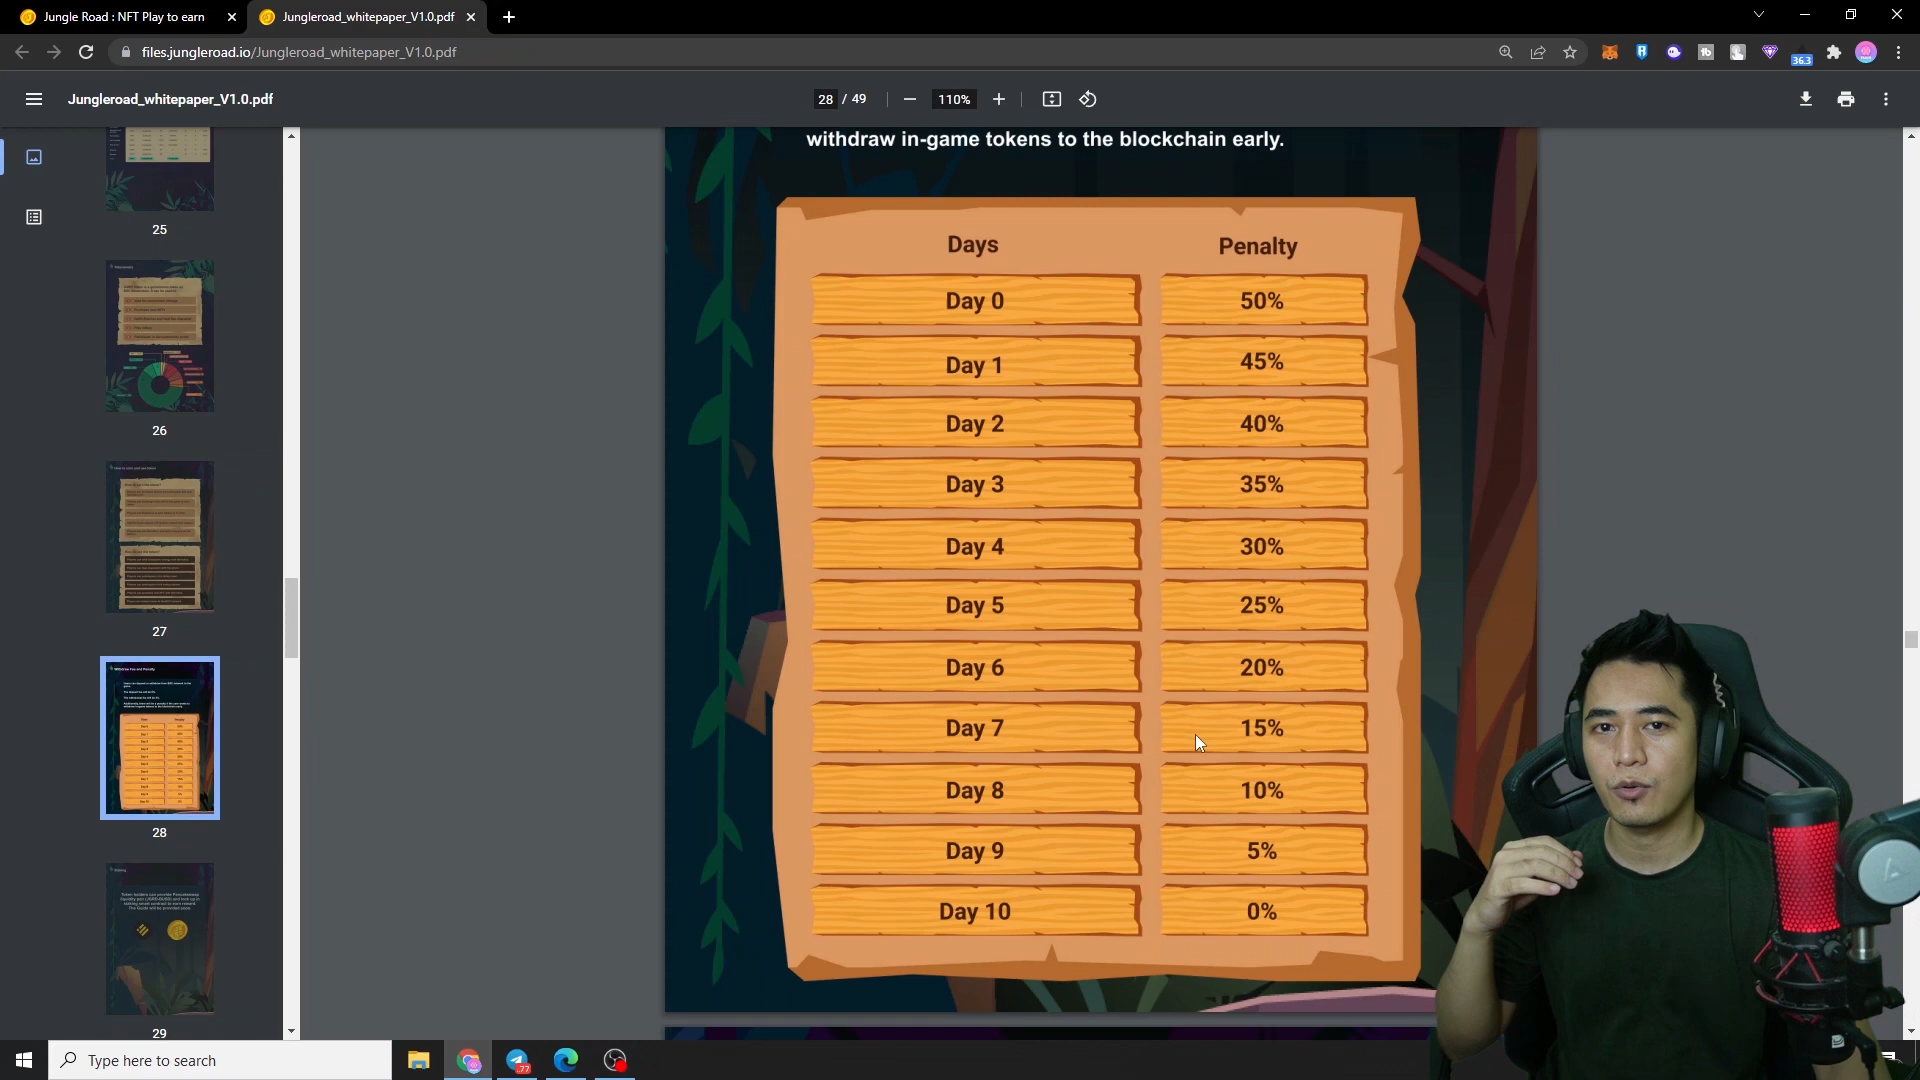 Jungle Road : NFT Play to earn
Jungleroad_whitepaper_V1.0.pdf
files.jungleroad.io/Jungleroad_whitepaper_V1.0.pdf
36.3
Jungleroad_whitepaper_V1.0.pdf
28 / 49
110%
25
26
27
28
29
withdraw in-game tokens to the blockchain early.
Days Penalty
Day 0 50%
Day 1 45%
Day 2 40%
Day 3 35%
Day 4 30%
Day 5 25%
Day 6 20%
Day 7 15%
Day 8 10%
Day 9 5%
Day 10 0%
Type here to search
77